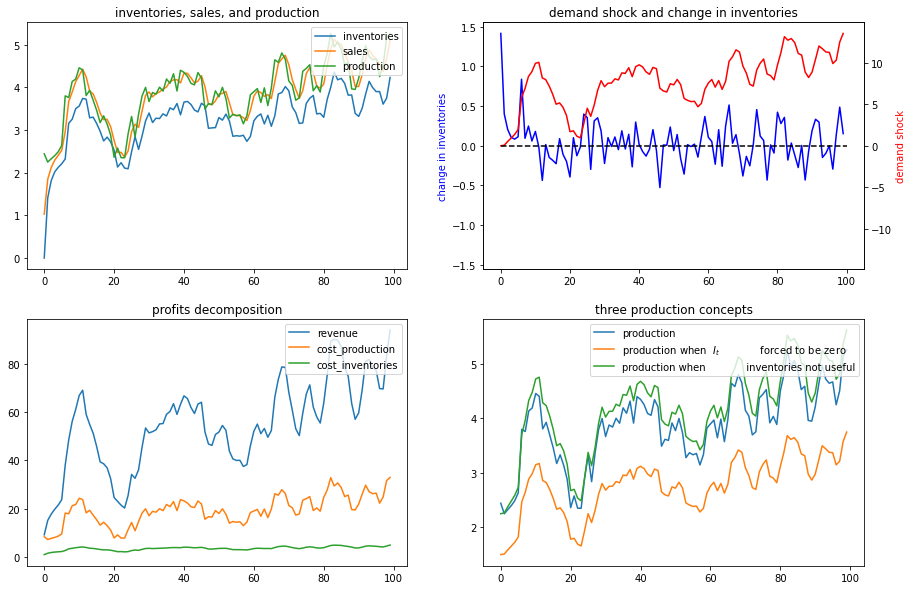 inventories, sales, and production
inventories
sales
production
5
4
3
2
1
0
0 20 40 60 80 100
demand shock and change in inventories
change in inventories
1.5
1.0
0.5
0.0
−0.5
−1.0
−1.5
10
5
0
−5
−10
demand shock
0 20 40 60 80 100
profits decomposition
revenue
cost_production
cost_inventories
80
60
40
20
0
0 20 40 60 80 100
three production concepts
production
production when I_t forced to be zero
production when inventories not useful
5
4
3
2
1
0 20 40 60 80 100